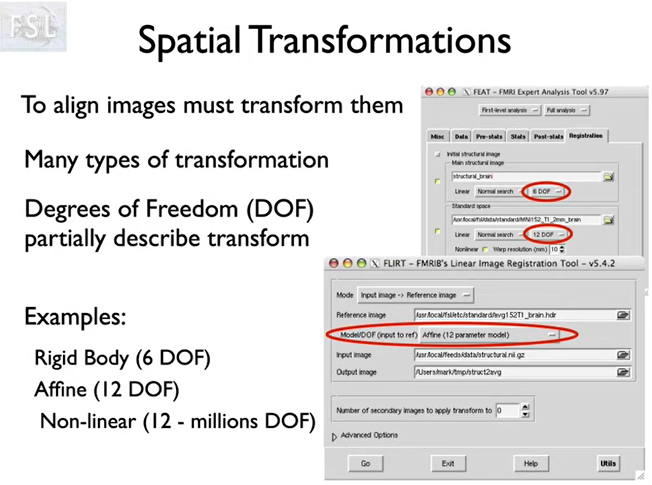 FSL
Spatial Transformations
To align images must transform them
Many types of transformation
Degrees of Freedom (DOF)
partially describe transform
Examples:
Rigid Body (6 DOF)
Affine (12 DOF)
Non-linear (12 - millions DOF)
FEAT - FMRI Expert Analysis Tool v5.97
First-level analysis Full analysis
Misc Data Pre-stats Stats Post-stats Registration
Initial structural image
Main structural image
structural_brain
Linear Normal search 6 DOF
Standard space
/usr/local/fsl/data/standard/MNI152_T1_2mm_brain
Linear Normal search 12 DOF
Nonlinear Warp resolution (mm) 10
FLIRT - FMRIB's Linear Image Registration Tool - v5.4.2
Mode Input image -> Reference image
Reference image /usr/local/fsl/etc/standard/avg152T1_brain.hdr
Model/DOF (input to ref) Affine (12 parameter model)
Input image /usr/local/feeds/data/structural.nii.gz
Output image /Users/mark/tmp/struct2avg
Number of secondary images to apply transform to 0
Advanced Options
Go Exit Help Utils